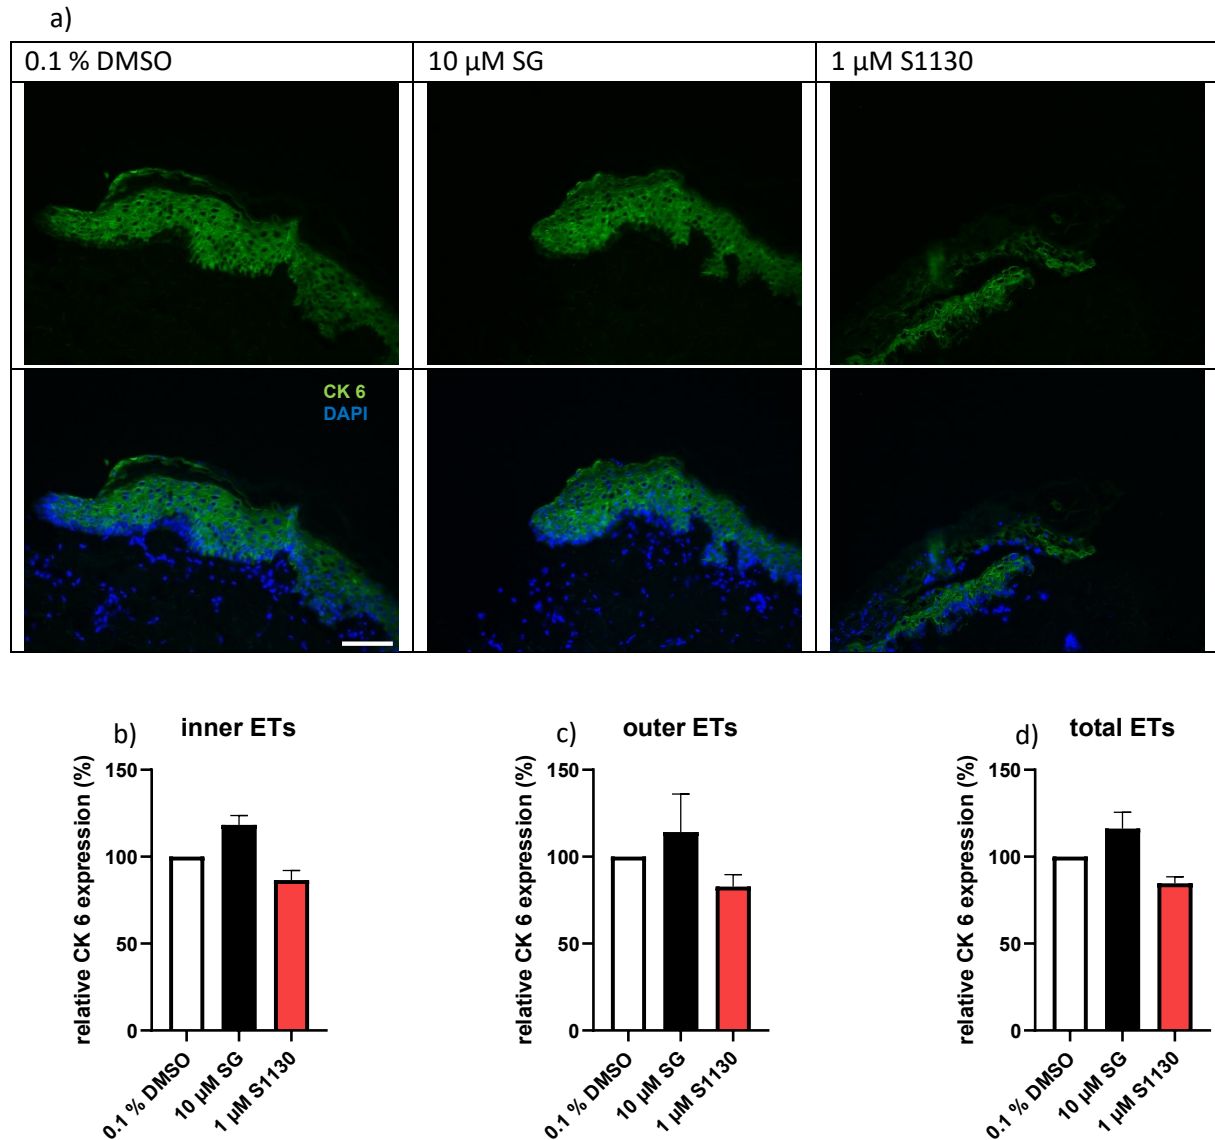 a)
0.1 % DMSO
10 µM SG
1 µM S1130
CK 6
DAPI
b)
inner ETs
relative CK 6 expression (%)
150
100
50
0
0.1 % DMSO
10 µM SG
1 µM S1130
c)
outer ETs
relative CK 6 expression (%)
150
100
50
0
0.1 % DMSO
10 µM SG
1 µM S1130
d)
total ETs
relative CK 6 expression (%)
150
100
50
0
0.1 % DMSO
10 µM SG
1 µM S1130